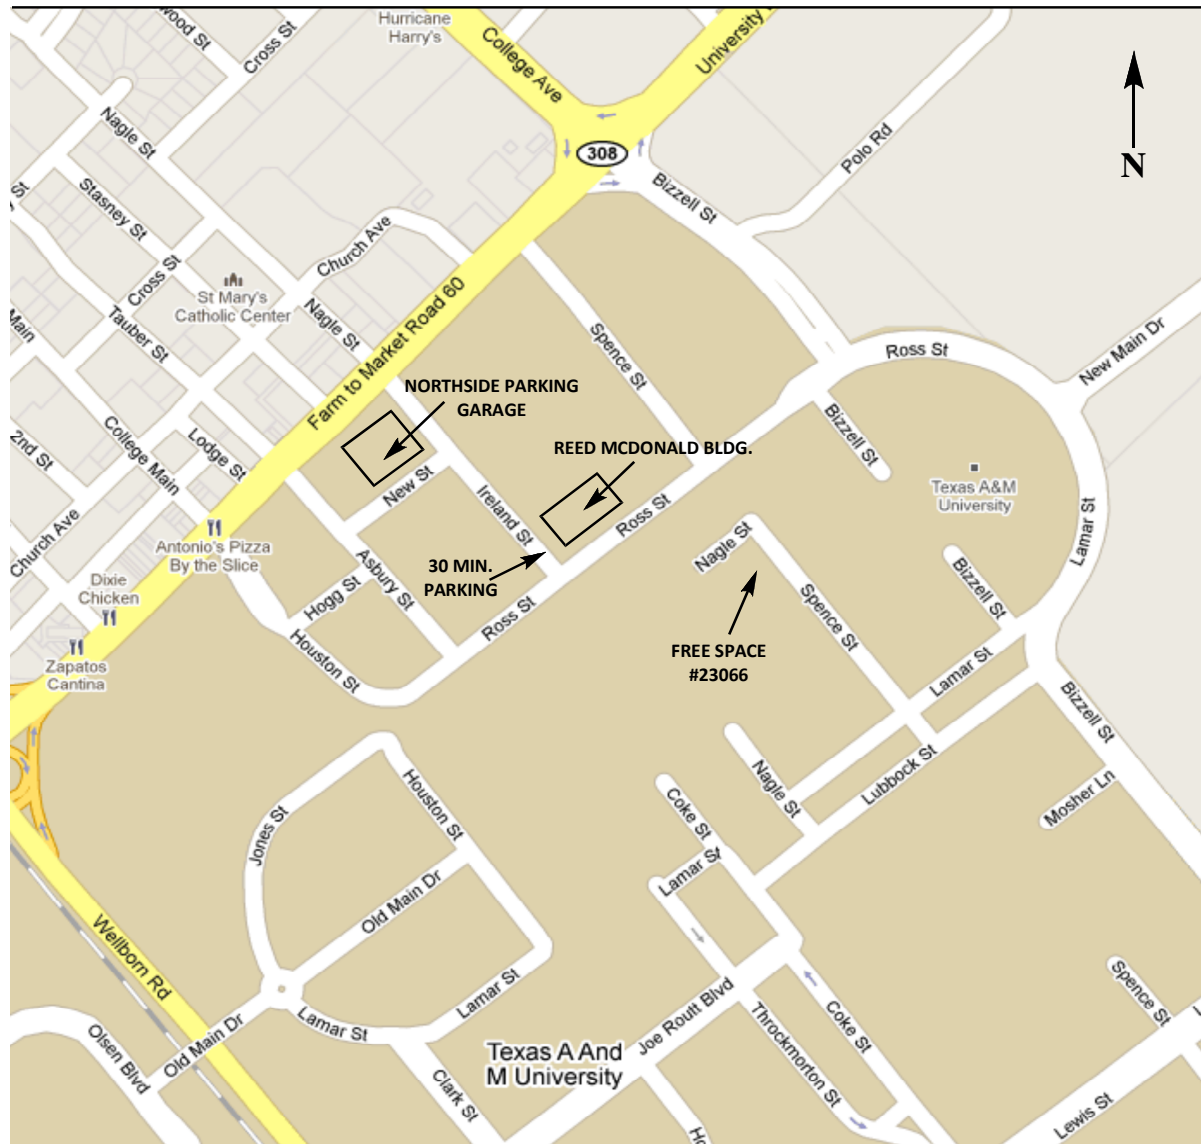 Hurricane
Harry's
College Ave
University
wood St
Cross St
308
N
Polo Rd
Nagle St
Bizzell St
Stasney St
St
Church Ave
Cross St
St Mary's
Catholic Center
Nagle St
Tauber St
Main
Farm to Market Road 60
Spence St
Ross St
New Main Dr
NORTHSIDE PARKING
GARAGE
REED MCDONALD BLDG.
Bizzell St
2nd St
College Main
Lodge St
New St
Ireland St
Ross St
Texas A&M
University
Lamar St
Church Ave
Antonio's Pizza
By the Slice
Asbury St
30 MIN.
PARKING
Nagle St
Bizzell St
Dixie
Chicken
Hogg St
Ross St
Spence St
FREE SPACE
#23066
Zapatos
Cantina
Houston St
Lamar St
Bizzell St
Houston St
Nagle St
Lubbock St
Mosher Ln
Jones St
Coke St
Lamar St
Old Main Dr
Wellborn Rd
Lamar St
Joe Routt Blvd
Spence St
Olsen Blvd
Old Main Dr
Lamar St
Throckmorton St
Coke St
Texas A And
M University
Clark St
Lewis St